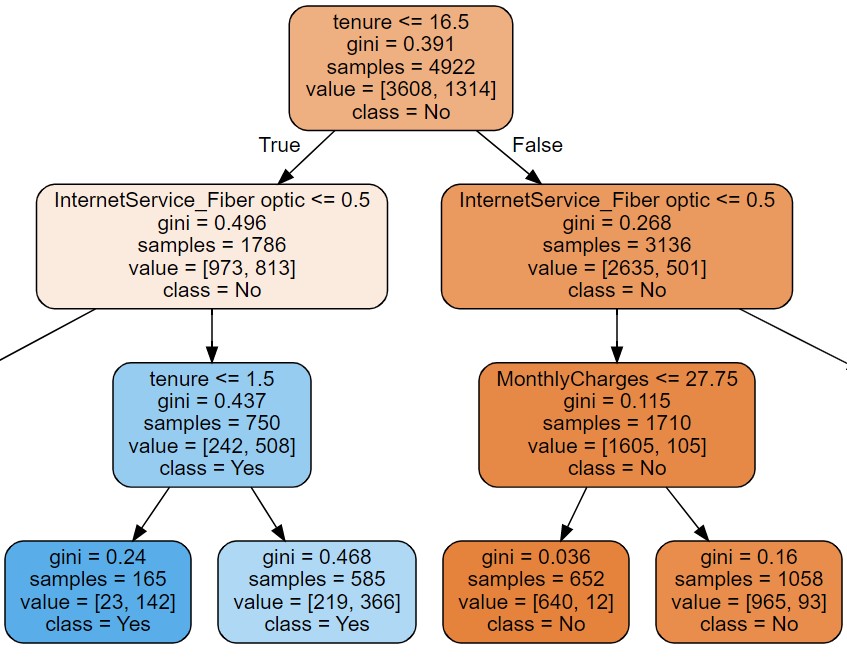 tenure <= 16.5
gini = 0.391
samples = 4922
value = [3608, 1314]
class = No
True
False
InternetService_Fiber optic <= 0.5
gini = 0.496
samples = 1786
value = [973, 813]
class = No
InternetService_Fiber optic <= 0.5
gini = 0.268
samples = 3136
value = [2635, 501]
class = No
tenure <= 1.5
gini = 0.437
samples = 750
value = [242, 508]
class = Yes
MonthlyCharges <= 27.75
gini = 0.115
samples = 1710
value = [1605, 105]
class = No
gini = 0.24
samples = 165
value = [23, 142]
class = Yes
gini = 0.468
samples = 585
value = [219, 366]
class = Yes
gini = 0.036
samples = 652
value = [640, 12]
class = No
gini = 0.16
samples = 1058
value = [965, 93]
class = No